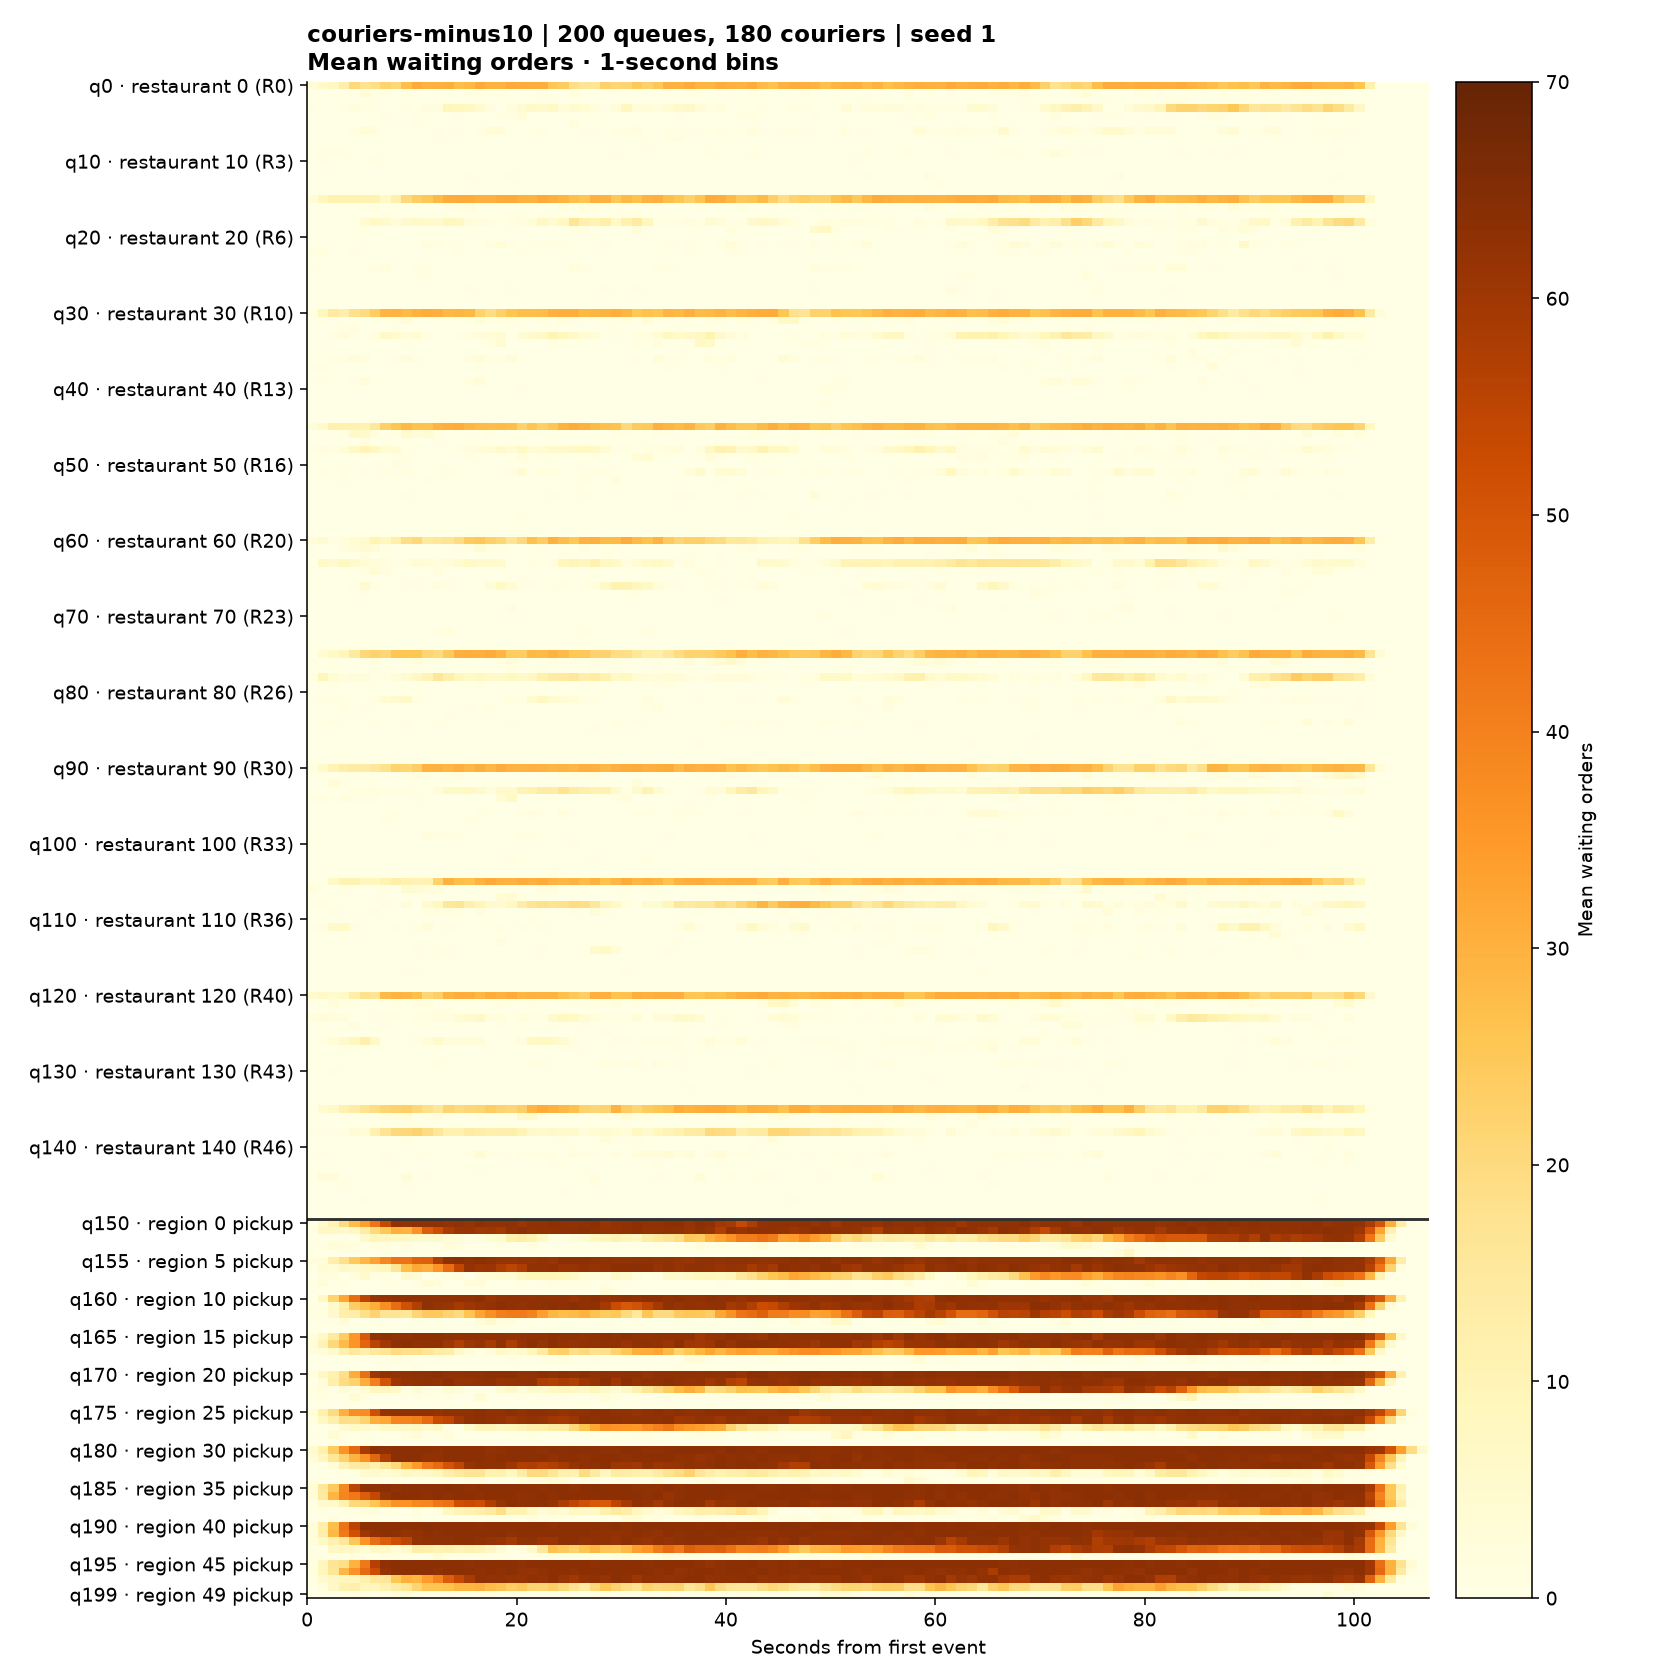 couriers-minus10 | 200 queues, 180 couriers | seed 1
Mean waiting orders · 1-second bins
q0 · restaurant 0 (R0)
q10 · restaurant 10 (R3)
q20 · restaurant 20 (R6)
q30 · restaurant 30 (R10)
q40 · restaurant 40 (R13)
q50 · restaurant 50 (R16)
q60 · restaurant 60 (R20)
q70 · restaurant 70 (R23)
q80 · restaurant 80 (R26)
q90 · restaurant 90 (R30)
q100 · restaurant 100 (R33)
q110 · restaurant 110 (R36)
q120 · restaurant 120 (R40)
q130 · restaurant 130 (R43)
q140 · restaurant 140 (R46)
q150 · region 0 pickup
q155 · region 5 pickup
q160 · region 10 pickup
q165 · region 15 pickup
q170 · region 20 pickup
q175 · region 25 pickup
q180 · region 30 pickup
q185 · region 35 pickup
q190 · region 40 pickup
q195 · region 45 pickup
q199 · region 49 pickup
0 20 40 60 80 100
Seconds from first event
70
60
50
40
30
20
10
0
Mean waiting orders